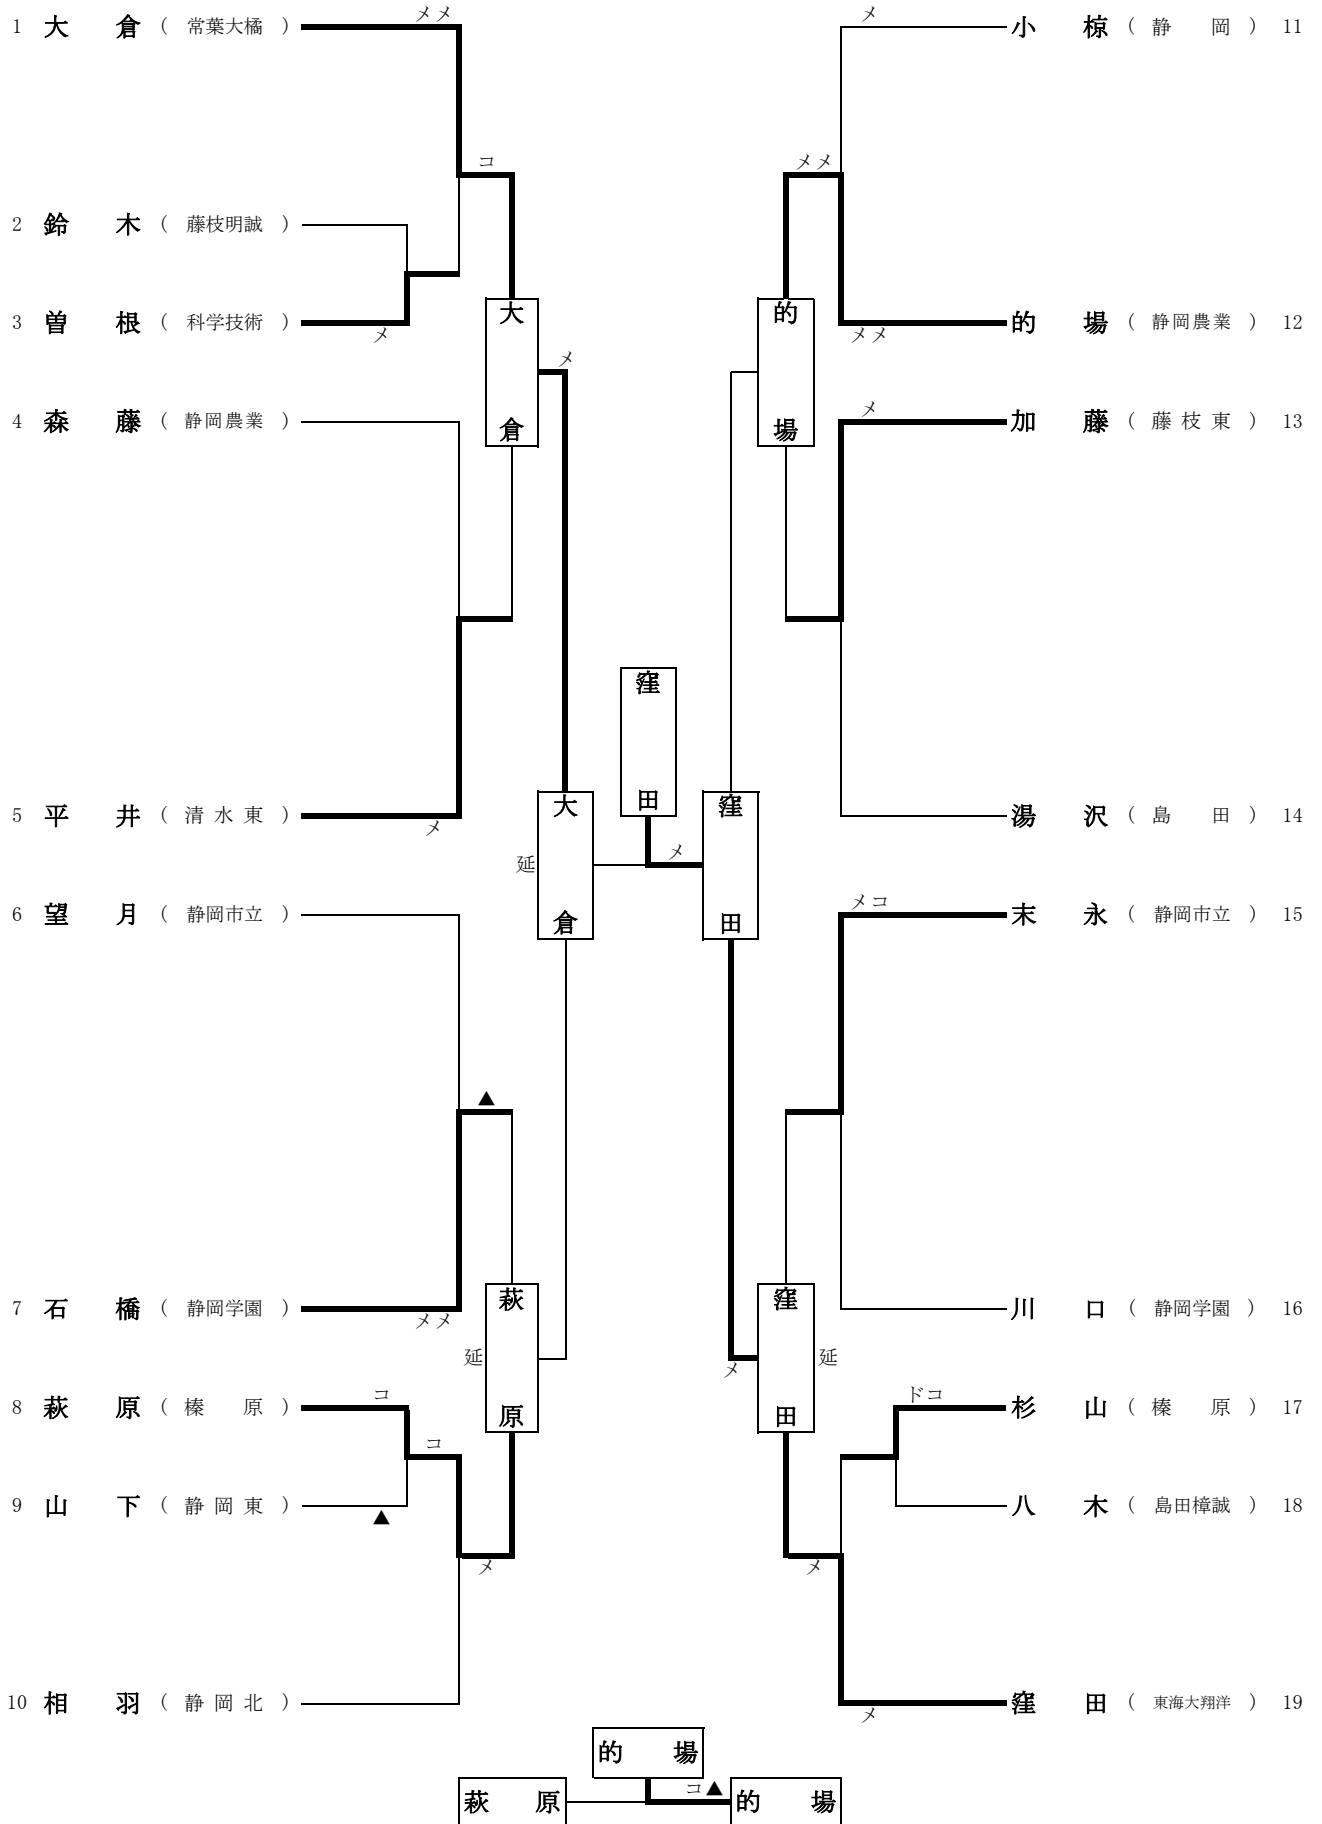 メメ
メ
1 大倉 （ 常葉大橘 ）
小椋 （ 静岡 ） 11
コ
メメ
2 鈴木 （ 藤枝明誠 ）
3 曽根 （ 科学技術 ）
メ
大倉
メ
的場
的場 （ 静岡農業 ） 12
メメ
4 森藤 （ 静岡農業 ）
メ
加藤 （ 藤枝東 ） 13
窪田
5 平井 （ 清水東 ）
メ
湯沢 （ 島田 ） 14
延
大倉
メ
窪田
6 望月 （ 静岡市立 ）
メコ
末永 （ 静岡市立 ） 15
▲
7 石橋 （ 静岡学園 ）
メメ
川口 （ 静岡学園 ） 16
延
萩原
メ
窪田
延
8 萩原 （ 榛原 ）
コ
コ
ドコ
杉山 （ 榛原 ） 17
9 山下 （ 静岡東 ）
▲
八木 （ 島田樟誠 ） 18
メ
メ
10 相羽 （ 静岡北 ）
窪田 （ 東海大翔洋 ） 19
メ
的場
萩原
コ▲
的場